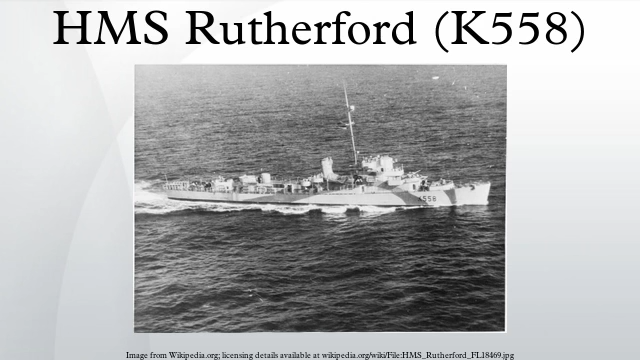 HMS Rutherford (K558)
K558
Image from Wikipedia.org; licensing details available at wikipedia.org/wiki/File:HMS_Rutherford_FL18469.jpg